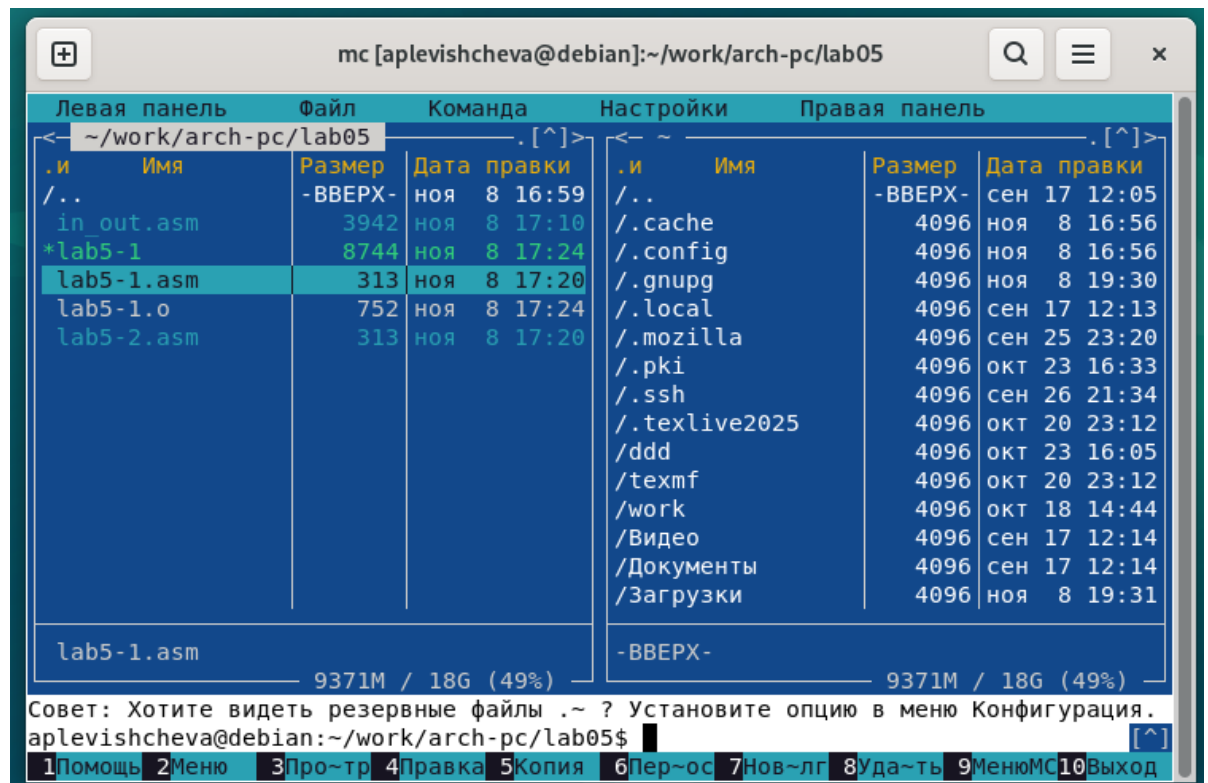 mc [aplevishcheva@debian]:~/work/arch-pc/lab05
Левая панель Файл Команда Настройки Правая панель
<— ~/work/arch-pc/lab05 .[^]> <— ~ .[^]>
.и Имя Размер Дата правки .и Имя Размер Дата правки
/.. -ВВЕРХ- ноя 8 16:59 /.. -ВВЕРХ- сен 17 12:05
in_out.asm 3942 ноя 8 17:10 /.cache 4096 ноя 8 16:56
*lab5-1 8744 ноя 8 17:24 /.config 4096 ноя 8 16:56
lab5-1.asm 313 ноя 8 17:20 /.gnupg 4096 ноя 8 19:30
lab5-1.o 752 ноя 8 17:24 /.local 4096 сен 17 12:13
lab5-2.asm 313 ноя 8 17:20 /.mozilla 4096 сен 25 23:20
/.pki 4096 окт 23 16:33
/.ssh 4096 сен 26 21:34
/.texlive2025 4096 окт 20 23:12
/ddd 4096 окт 23 16:05
/texmf 4096 окт 20 23:12
/work 4096 окт 18 14:44
/Видео 4096 сен 17 12:14
/Документы 4096 сен 17 12:14
/Загрузки 4096 ноя 8 19:31
lab5-1.asm -ВВЕРХ-
9371M / 18G (49%) 9371M / 18G (49%)
Совет: Хотите видеть резервные файлы .~ ? Установите опцию в меню Конфигурация.
aplevishcheva@debian:~/work/arch-pc/lab05$ [^]
1Помощь 2Меню 3Про~тр 4Правка 5Копия 6Пер~ос 7Нов~лг 8Уда~ть 9МенюМС 10Выход